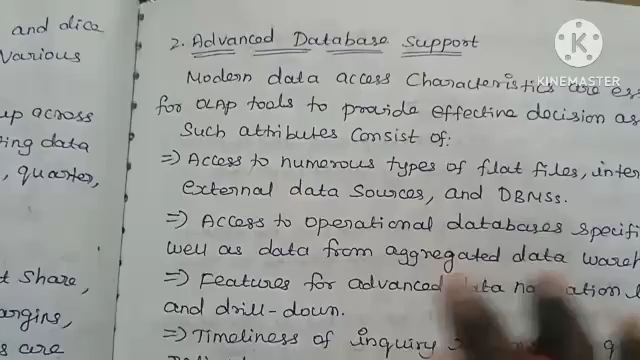 and dice
Various
up across
ting data
, quarter,
Share,
argins,
s are
2. Advanced Database Support
Modern data access Characteristics are
for OLAP tools to provide effective decision
Such attributes consist of:
=) Access to numerous types of flat files,
external data Sources, and DBMSs.
=) Access to operational databases
well as data from aggregated data
=) Features for advanced
and drill-down.
=) Timeliness of inquiry
KINEMASTER